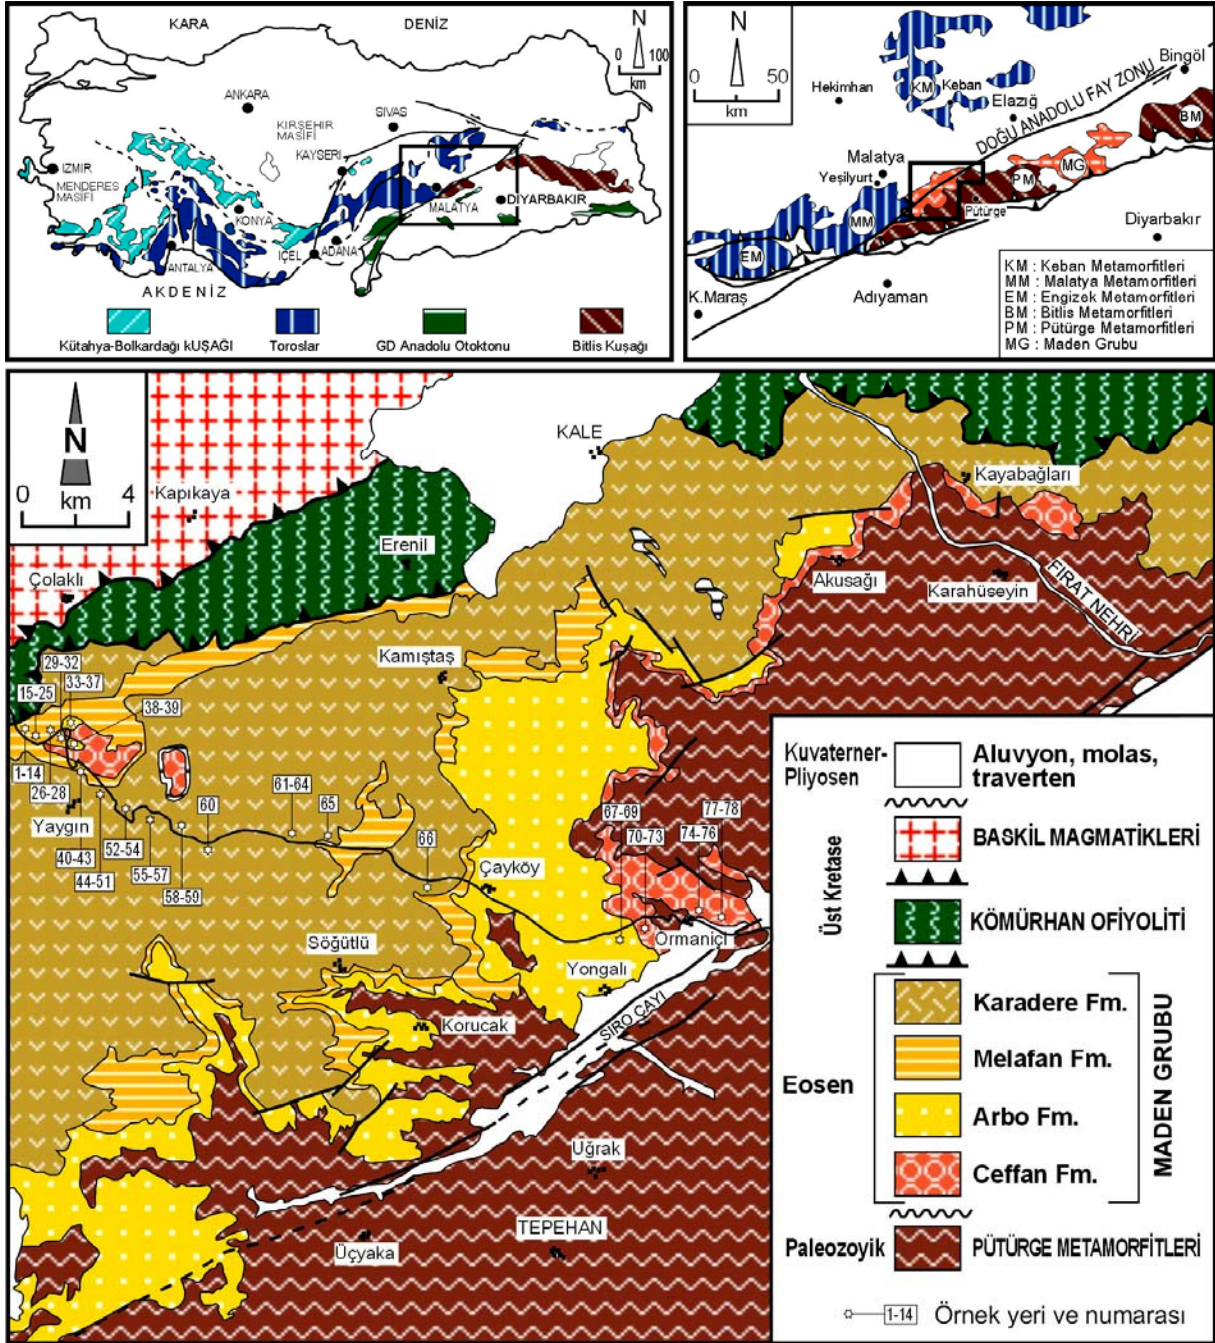 KARA
DENİZ
N
0 100
km
ANKARA
SIVAS
KIRŞEHİR
MASİFİ
KAYSERİ
İZMİR
MENDERES
MASİFİ
KONYA
MALATYA
DİYARBAKIR
İÇEL
ADANA
ANTALYA
AKDENİZ
Kütahya-Bolkardağı kUŞAĞI
Toroslar
GD Anadolu Otoktonu
Bitlis Kuşağı
N
0 50
km
Bingöl
Hekimhan
KM
Keban
Elazığ
DOĞU ANADOLU FAY ZONU
BM
Malatya
Yeşilyurt
MG
PM
Pütürge
MM
Diyarbakır
EM
K.Maraş
Adıyaman
KM : Keban Metamorfitleri
MM : Malatya Metamorfitleri
EM : Engizek Metamorfitleri
BM : Bitlis Metamorfitleri
PM : Pütürge Metamorfitleri
MG : Maden Grubu
N
0 4
km
KALE
Kapıkaya
Kayabağları
Erenil
Çolaklı
Akusağı
Karahüseyin
FIRAT NEHRİ
Kamıştaş
29-32
33-37
15-25
38-39
1-14
26-28
Yaygın
40-43
44-51
52-54
55-57
58-59
60
61-64
65
66
67-69
70-73
74-76
77-78
Çayköy
Örmaniçi
Söğütlü
Yongalı
Korucak
SİRO ÇAYI
Uğrak
Üçyaka
TEPEHAN
Kuvaterner-
Pliyosen
Aluvyon, molas,
traverten
Üst Kretase
BASKİL MAGMATİKLERİ
KÖMÜRHAN OFİYOLİTİ
Eosen
Karadere Fm.
Melafan Fm.
Arbo Fm.
Ceffan Fm.
MADEN GRUBU
Paleozoyik
PÜTÜRGE METAMORFİTLERİ
1-14
Örnek yeri ve numarası